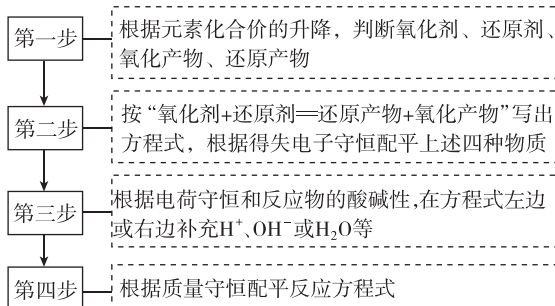 第一步
根据元素化合价的升降，判断氧化剂、还原剂、
氧化产物、还原产物
第二步
按“氧化剂+还原剂══还原产物+氧化产物”写出
方程式，根据得失电子守恒配平上述四种物质
第三步
根据电荷守恒和反应物的酸碱性,在方程式左边
或右边补充H⁺、OH⁻或H₂O等
第四步
根据质量守恒配平反应方程式